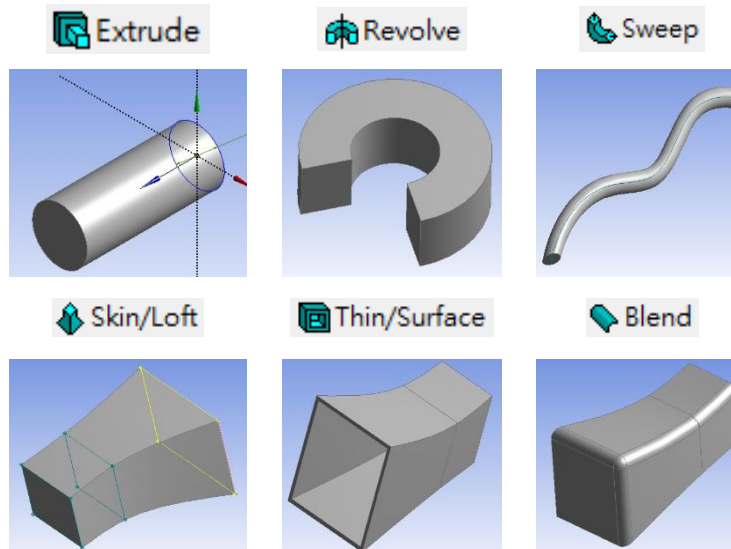 Extrude
Revolve
Sweep
Skin/Loft
Thin/Surface
Blend